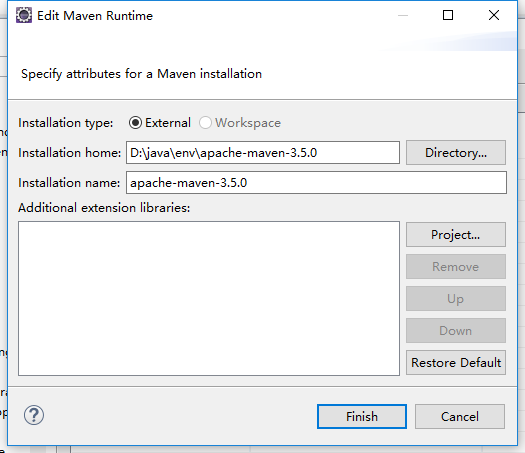 Edit Maven Runtime
Specify attributes for a Maven installation
Installation type: External Workspace
Installation home: D:\java\env\apache-maven-3.5.0 Directory...
Installation name: apache-maven-3.5.0
Additional extension libraries:
Project...
Remove
Up
Down
Restore Default
? Finish Cancel